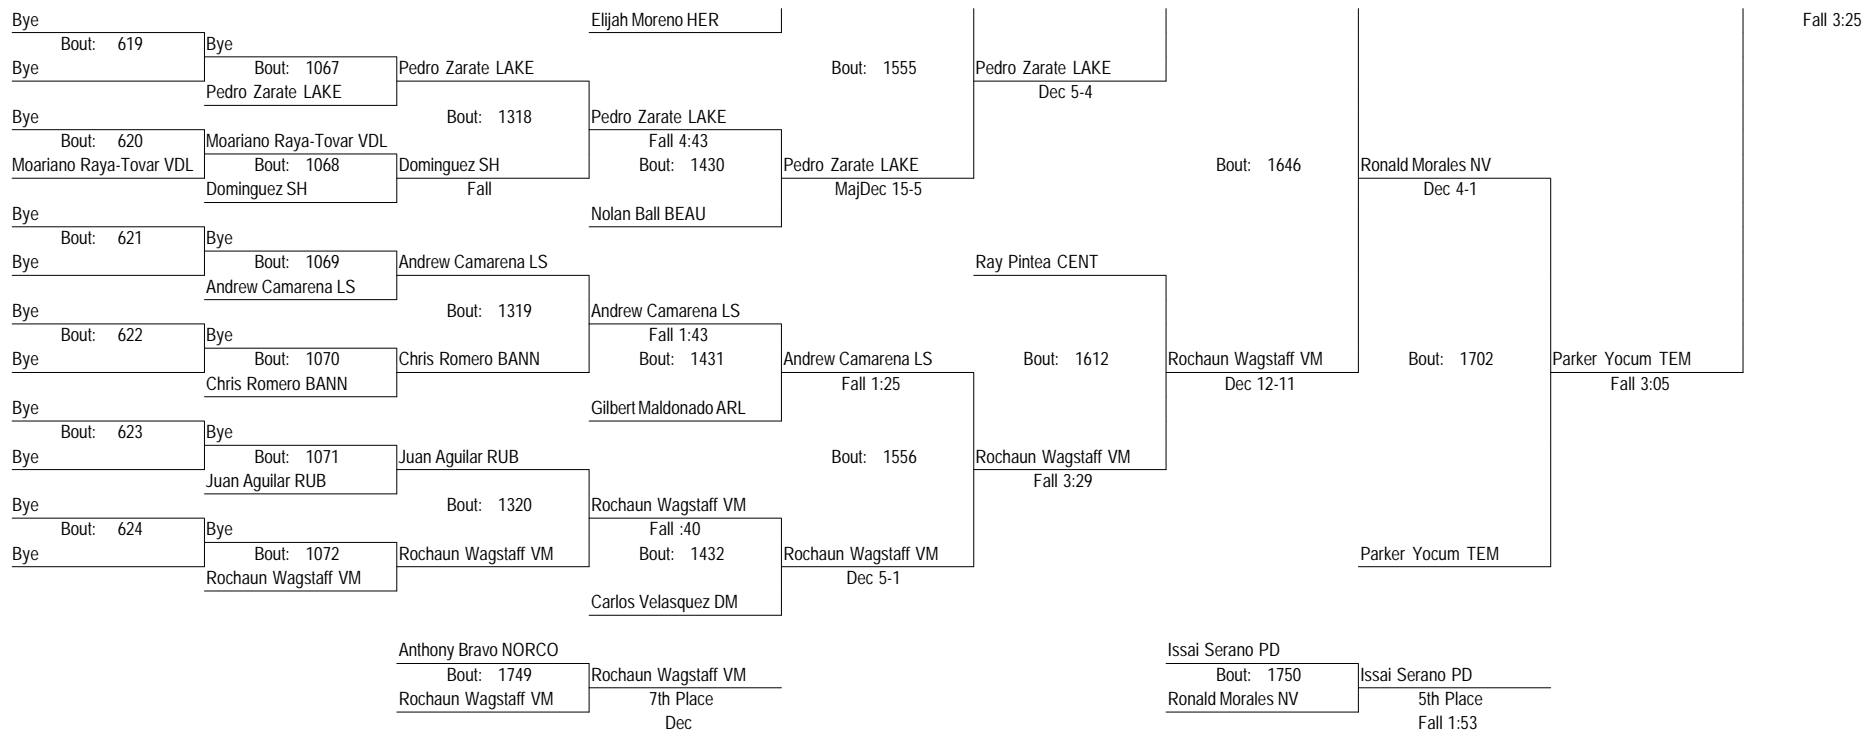 Bye
Elijah Moreno HER
Fall 3:25
Bout: 619
Bye
Bye
Bout: 1067
Pedro Zarate LAKE
Bout: 1555
Pedro Zarate LAKE
Pedro Zarate LAKE
Dec 5-4
Bye
Bout: 1318
Pedro Zarate LAKE
Bout: 620
Moariano Raya-Tovar VDL
Fall 4:43
Moariano Raya-Tovar VDL
Bout: 1068
Dominguez SH
Bout: 1430
Pedro Zarate LAKE
Bout: 1646
Ronald Morales NV
Dominguez SH
Fall
MajDec 15-5
Dec 4-1
Bye
Nolan Ball BEAU
Bout: 621
Bye
Bye
Bout: 1069
Andrew Camarena LS
Ray Pintea CENT
Andrew Camarena LS
Bye
Bout: 1319
Andrew Camarena LS
Bout: 622
Bye
Fall 1:43
Bye
Bout: 1070
Chris Romero BANN
Bout: 1431
Andrew Camarena LS
Bout: 1612
Rochaun Wagstaff VM
Bout: 1702
Parker Yocum TEM
Chris Romero BANN
Fall 1:25
Dec 12-11
Fall 3:05
Bye
Gilbert Maldonado ARL
Bout: 623
Bye
Bye
Bout: 1071
Juan Aguilar RUB
Bout: 1556
Rochaun Wagstaff VM
Juan Aguilar RUB
Fall 3:29
Bye
Bout: 1320
Rochaun Wagstaff VM
Bout: 624
Bye
Fall :40
Bye
Bout: 1072
Rochaun Wagstaff VM
Bout: 1432
Rochaun Wagstaff VM
Parker Yocum TEM
Rochaun Wagstaff VM
Dec 5-1
Carlos Velasquez DM
Anthony Bravo NORCO
Issai Serano PD
Bout: 1749
Rochaun Wagstaff VM
Bout: 1750
Issai Serano PD
Rochaun Wagstaff VM
7th Place
Ronald Morales NV
5th Place
Dec
Fall 1:53